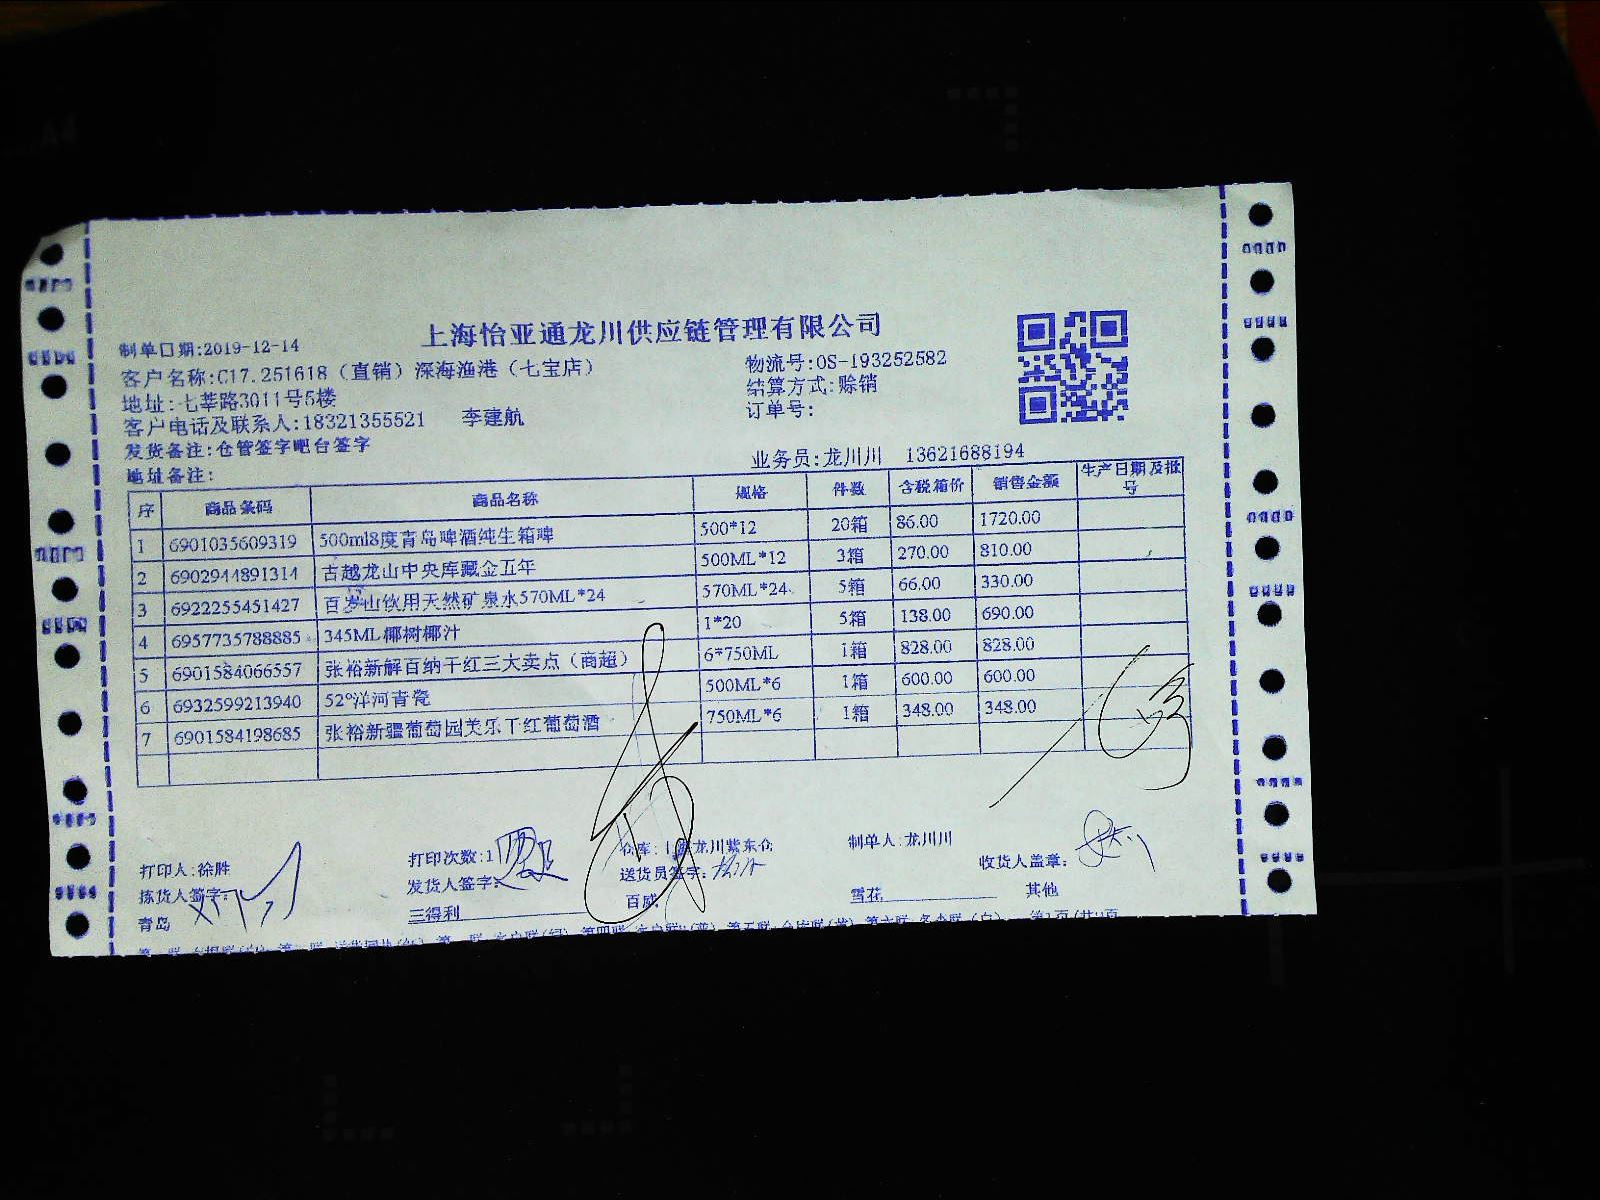 上海怡亚通龙川供应链管理有限公司
制单日期:2019-12-14
客户名称:C17.251618（直销）深海渔港（七宝店） 物流号:OS-193252582
地址:七莘路3011号5楼 结算方式:赊销
客户电话及联系人:18321355521 李建航 订单号:
发货备注:仓管签字吧台签字
地址备注: 业务员:龙川川 13621688194
序 商品条码 商品名称 规格 件数 含税箱价 销售金额 生产日期及批号
1 6901035609319 500ml8度青岛啤酒纯生箱啤 500*12 20箱 86.00 1720.00
2 6902944891314 古越龙山中央库藏金五年 500ML*12 3箱 270.00 810.00
3 6922255451427 百岁山饮用天然矿泉水570ML*24 570ML*24 5箱 66.00 330.00
4 6957735788885 345ML椰树椰汁 1*20 5箱 138.00 690.00
5 6901584066557 张裕新解百纳干红三大卖点（商超） 6*750ML 1箱 828.00 828.00
6 6932599213940 52°洋河青瓷 500ML*6 1箱 600.00 600.00
7 6901584198685 张裕新疆葡萄园美乐干红葡萄酒 750ML*6 1箱 348.00 348.00
打印人:徐胜 打印次数:1 仓库:上海龙川紫东仓 制单人:龙川川
拣货人签字: 发货人签字: 送货员签字: 收货人盖章:
青岛 三得利 百威 雪花 其他